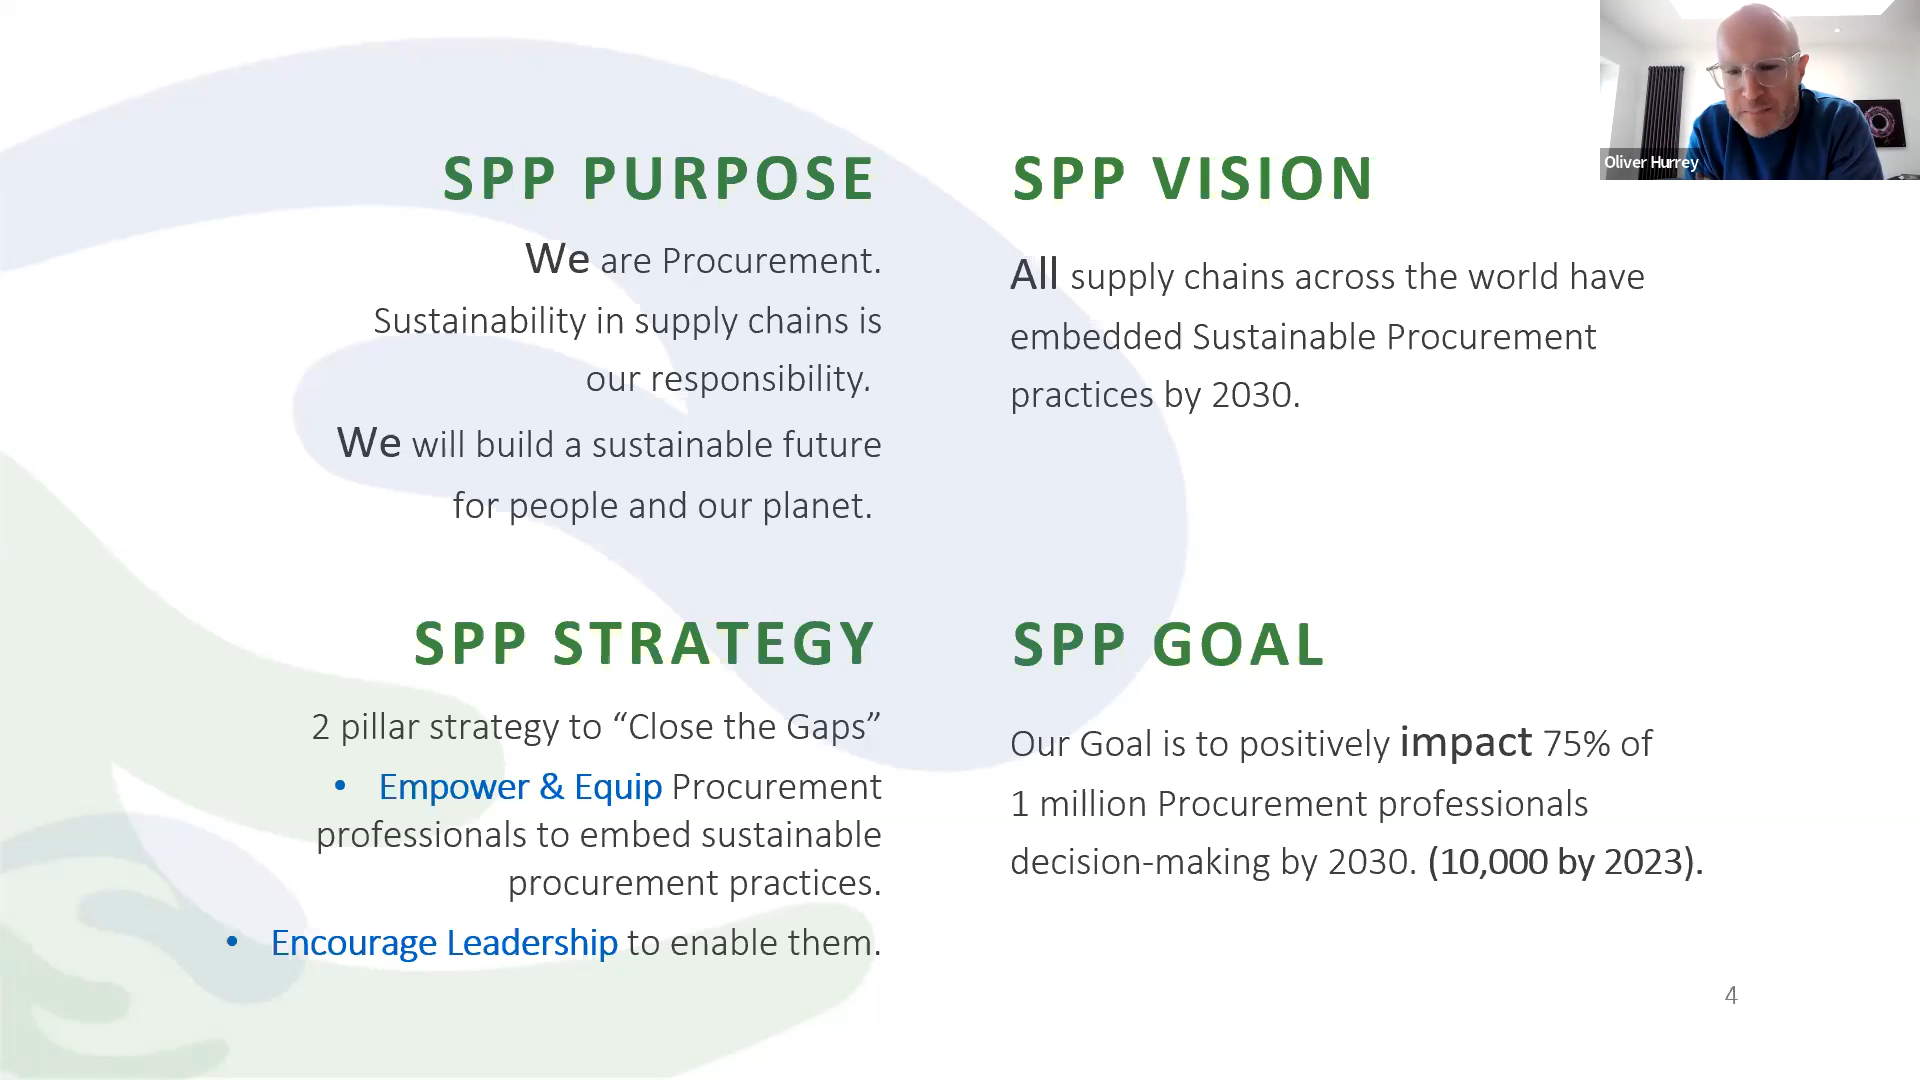 SPP PURPOSE
We are Procurement.
Sustainability in supply chains is
our responsibility.
We will build a sustainable future
for people and our planet.
SPP VISION
All supply chains across the world have
embedded Sustainable Procurement
practices by 2030.
Oliver Hurrey
SPP STRATEGY
2 pillar strategy to “Close the Gaps”
• Empower & Equip Procurement
professionals to embed sustainable
procurement practices.
• Encourage Leadership to enable them.
SPP GOAL
Our Goal is to positively impact 75% of
1 million Procurement professionals
decision-making by 2030. (10,000 by 2023).
4